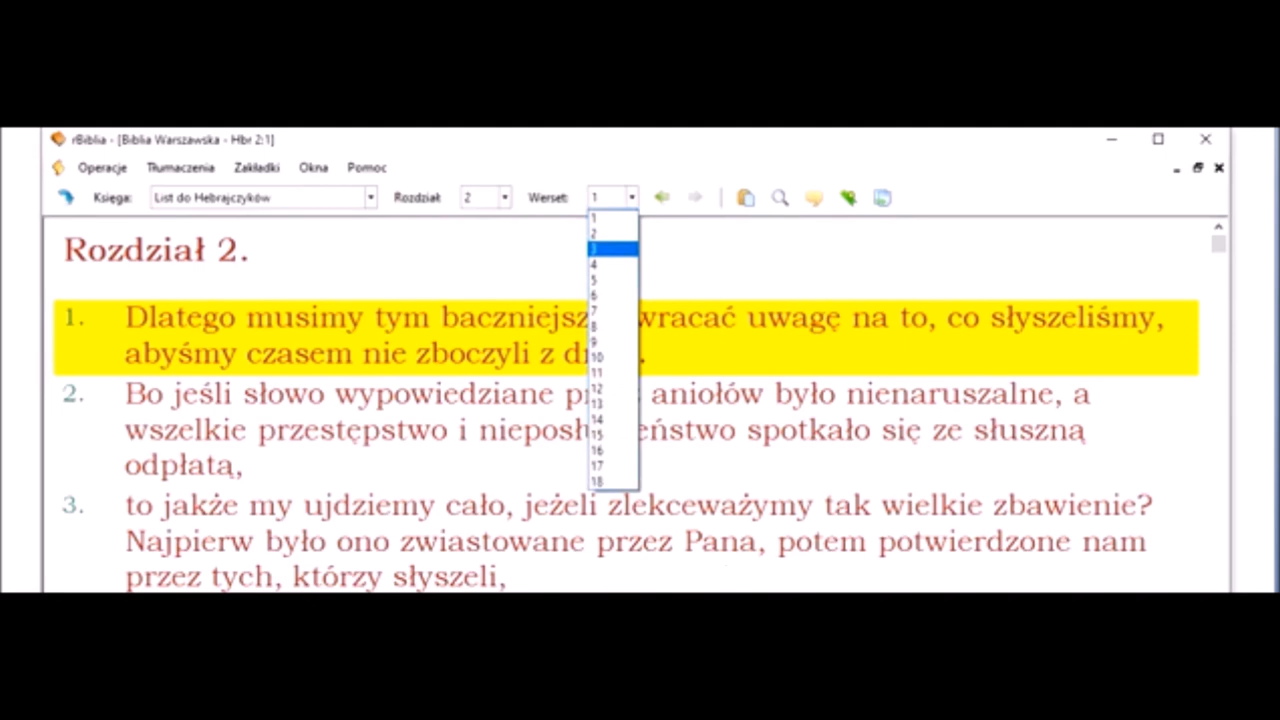 rBiblia - [Biblia Warszawska - Hbr 2:1]
Operacje Tłumaczenia Zakładki Okna Pomoc
Księga: List do Hebrajczyków Rozdział 2 Werset: 1
1
2
3
4
5
6
7
8
9
10
11
12
13
14
15
16
17
18
Rozdział 2.
1. Dlatego musimy tym baczniejsz wracać uwagę na to, co słyszeliśmy,
abyśmy czasem nie zboczyli z d .
2. Bo jeśli słowo wypowiedziane p aniołów było nienaruszalne, a
wszelkie przestępstwo i nieposł eństwo spotkało się ze słuszną
odpłatą,
3. to jakże my ujdziemy cało, jeżeli zlekceważymy tak wielkie zbawienie?
Najpierw było ono zwiastowane przez Pana, potem potwierdzone nam
przez tych, którzy słyszeli,